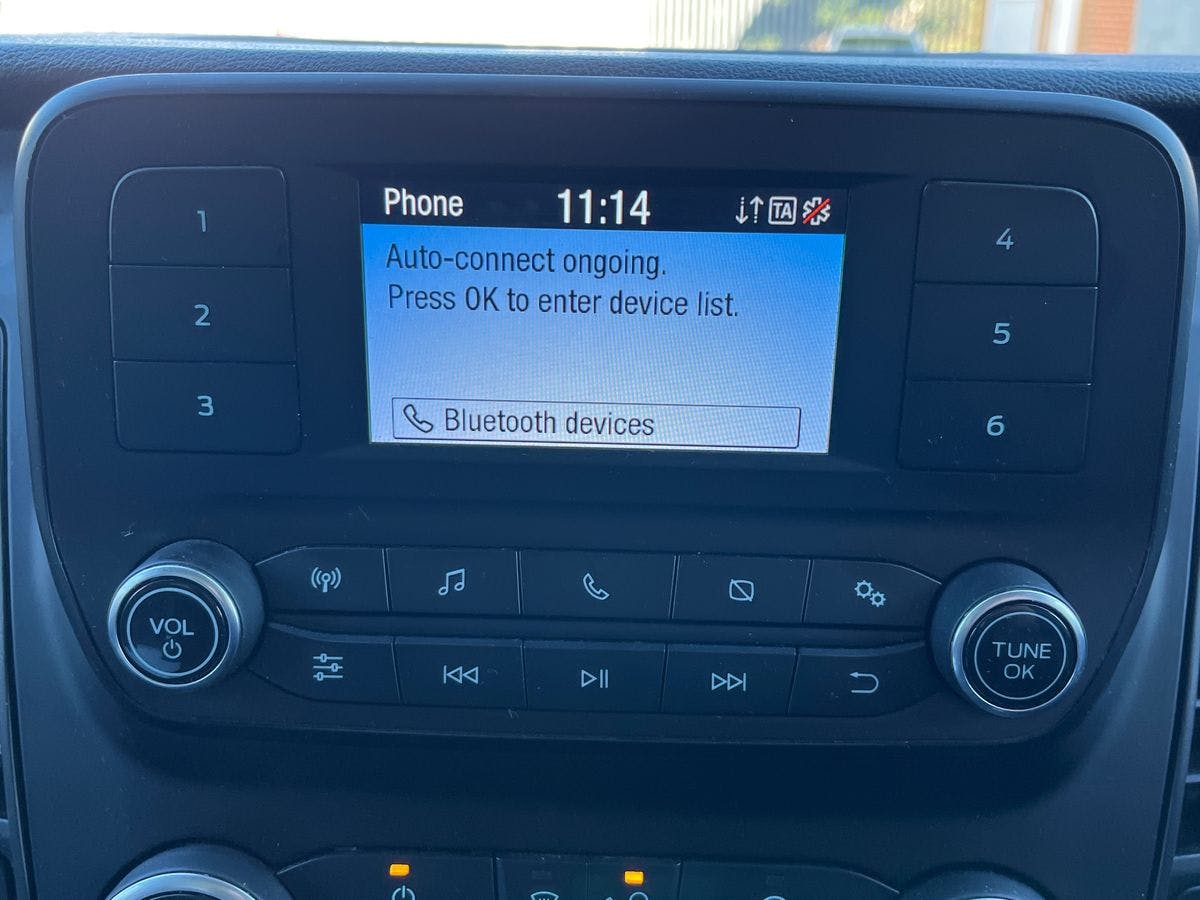 Phone 11:14 TA
Auto-connect ongoing.
Press OK to enter device list.
Bluetooth devices
1
2
3
4
5
6
VOL
TUNE
OK